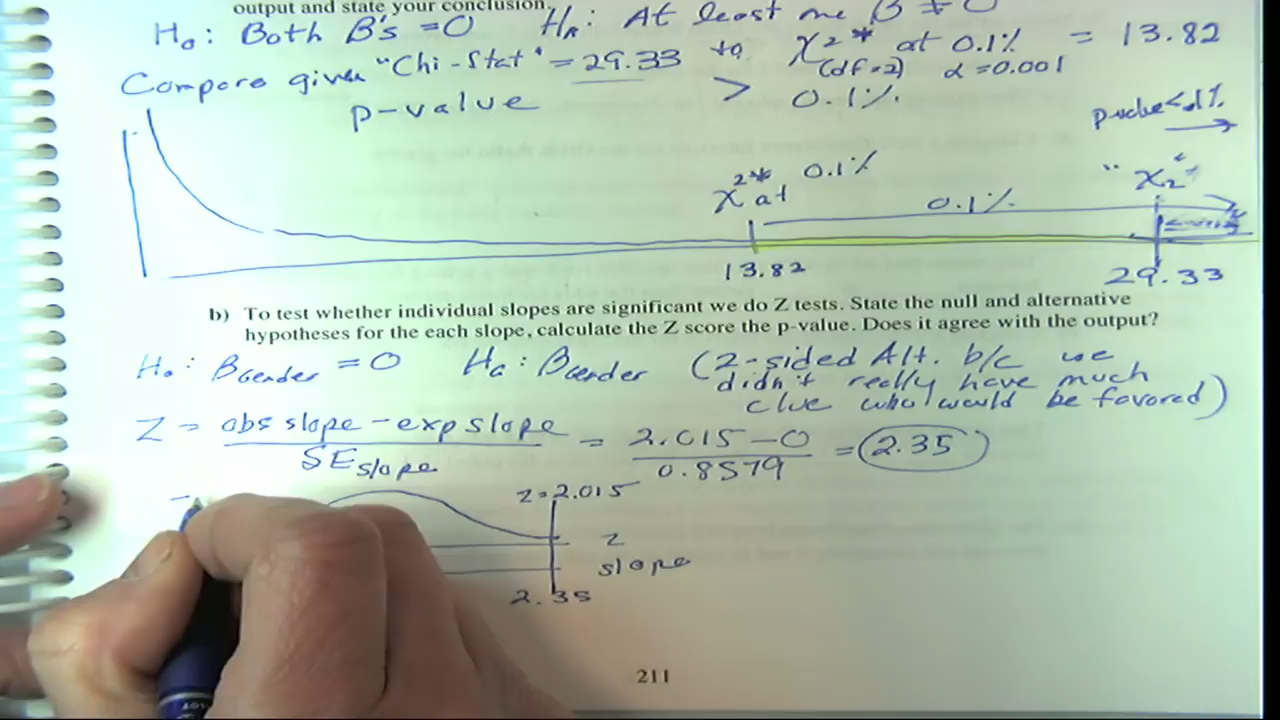 output and state your conclusion.
H₀: Both B's = 0 Hₐ: At least one B ≠ 0
Compare given "Chi-Stat" = 29.33 to χ2* at 0.1% = 13.82
(df=2) α = 0.001
p-value > 0.1%.
p-value < .1%
χ2* at 0.1%
0.1%
"χ2*"
13.82
29.33
b) To test whether individual slopes are significant we do Z tests. State the null and alternative
hypotheses for the each slope, calculate the Z score the p-value. Does it agree with the output?
H₀: BGender = 0 Hₐ: BGender (2-sided Alt. b/c we
didn't really have much
clue who would be favored)
Z = obs slope - exp slope / SEslope = 2.015 - 0 / 0.8579 = 2.35
Z = 2.015
Z
slope
2.35
211